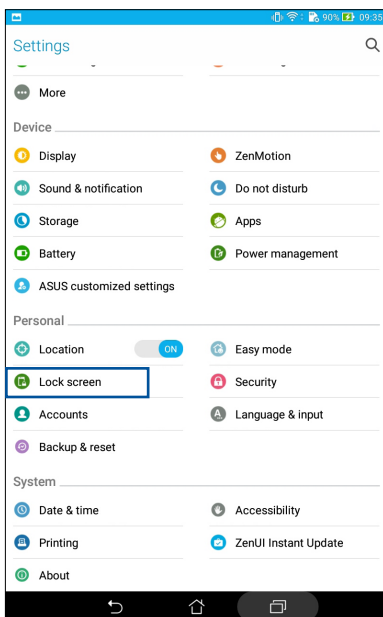 90% 09:35
Settings
More
Device
Display ZenMotion
Sound & notification Do not disturb
Storage Apps
Battery Power management
ASUS customized settings
Personal
Location ON Easy mode
Lock screen Security
Accounts Language & input
Backup & reset
System
Date & time Accessibility
Printing ZenUI Instant Update
About